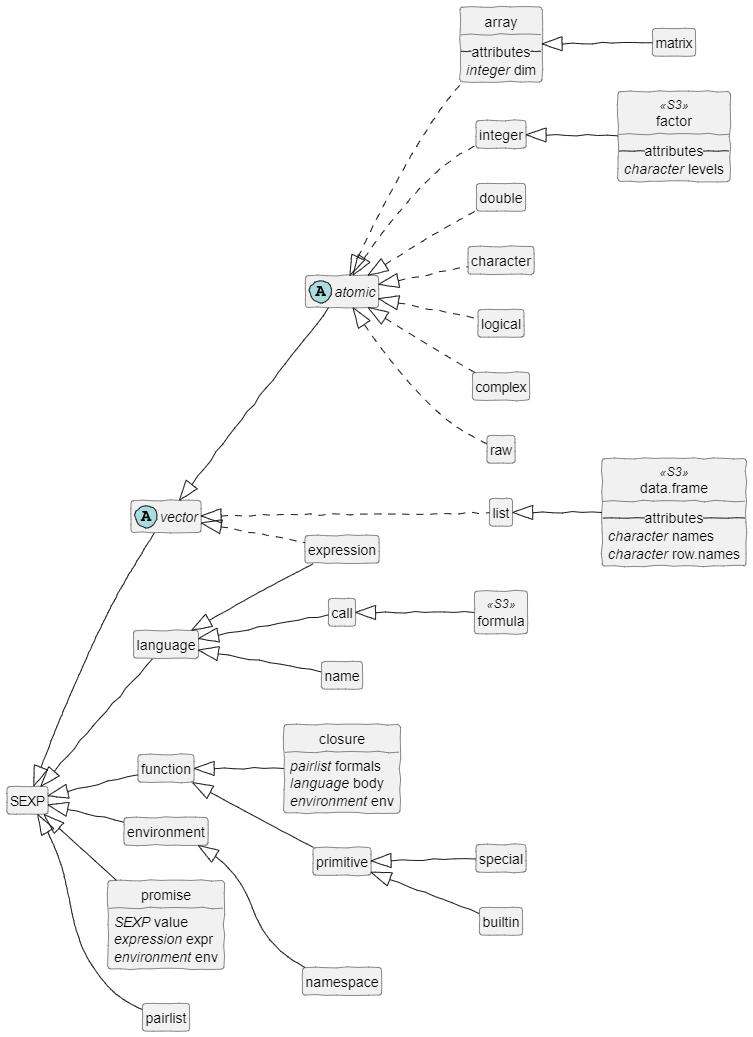 array
attributes
integer dim
matrix
«S3»
factor
attributes
character levels
integer
double
character
A atomic
logical
complex
raw
«S3»
data.frame
attributes
character names
character row.names
A vector
list
expression
«S3»
formula
call
language
name
closure
pairlist formals
language body
environment env
function
SEXP
environment
primitive
special
builtin
promise
SEXP value
expression expr
environment env
namespace
pairlist